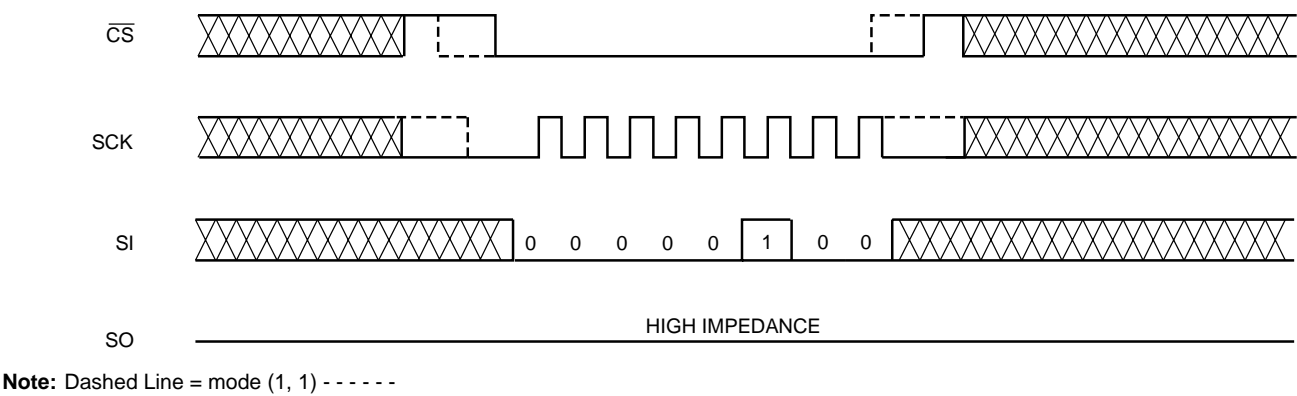 C̅S̅
SCK
SI 0 0 0 0 0 1 0 0
HIGH IMPEDANCE
SO
Note: Dashed Line = mode (1, 1) - - - - - -